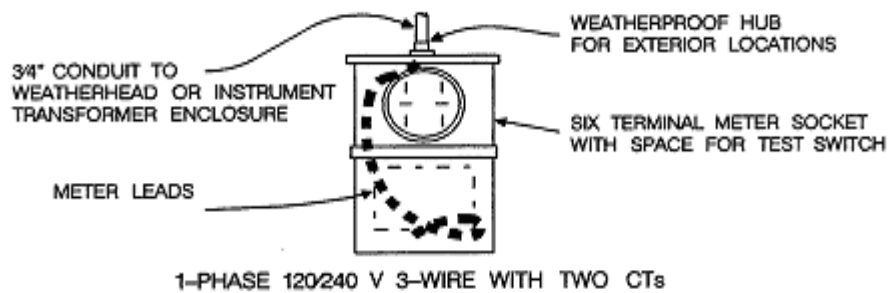 WEATHERPROOF HUB
FOR EXTERIOR LOCATIONS
3/4" CONDUIT TO
WEATHERHEAD OR INSTRUMENT
TRANSFORMER ENCLOSURE
SIX TERMINAL METER SOCKET
WITH SPACE FOR TEST SWITCH
METER LEADS
1-PHASE 120/240 V 3-WIRE WITH TWO CTs